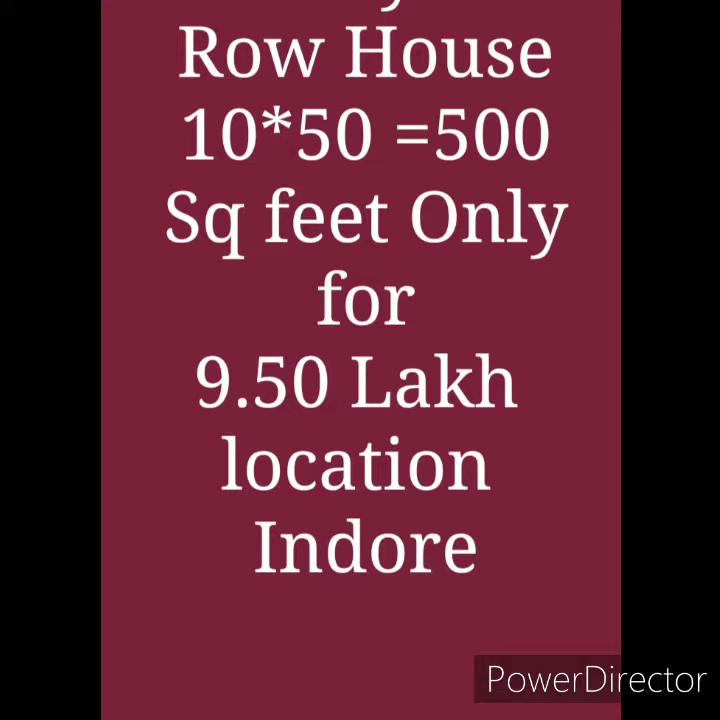 Row House
10*50 =500
Sq feet Only
for
9.50 Lakh
location
Indore
PowerDirector